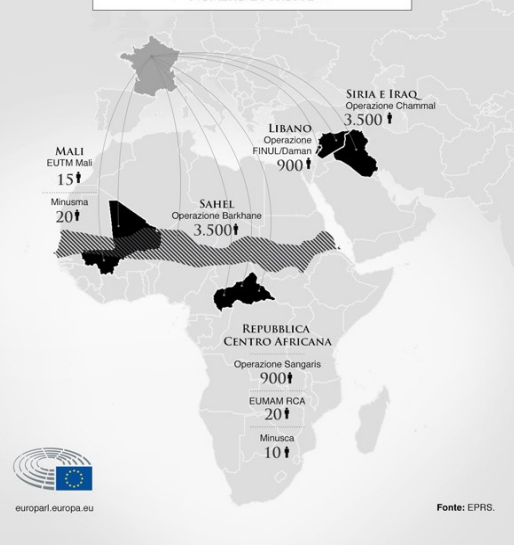 SIRIA E IRAQ
Operazione Chammal
3.500
LIBANO
Operazione
FINUL/Daman
900
MALI
EUTM Mali
15
Minusma
20
SAHEL
Operazione Barkhane
3.500
REPUBBLICA
CENTRO AFRICANA
Operazione Sangaris
900
EUMAM RCA
20
Minusca
10
europarl.europa.eu
Fonte: EPRS.